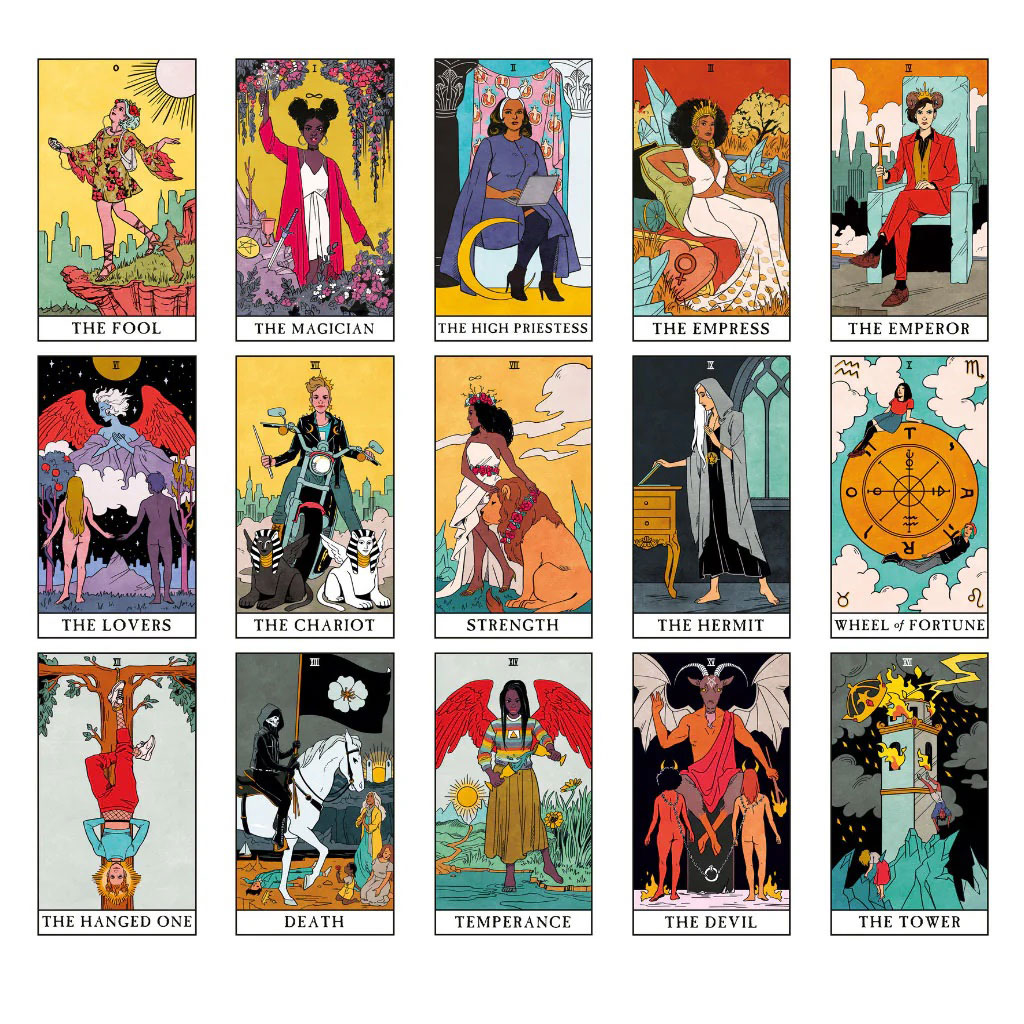 0
THE FOOL
I
THE MAGICIAN
II
THE HIGH PRIESTESS
III
THE EMPRESS
IV
THE EMPEROR
VI
THE LOVERS
VII
THE CHARIOT
VIII
STRENGTH
IX
THE HERMIT
T
A
R
O
WHEEL of FORTUNE
XII
THE HANGED ONE
XIII
DEATH
XIV
TEMPERANCE
XV
THE DEVIL
XVI
THE TOWER